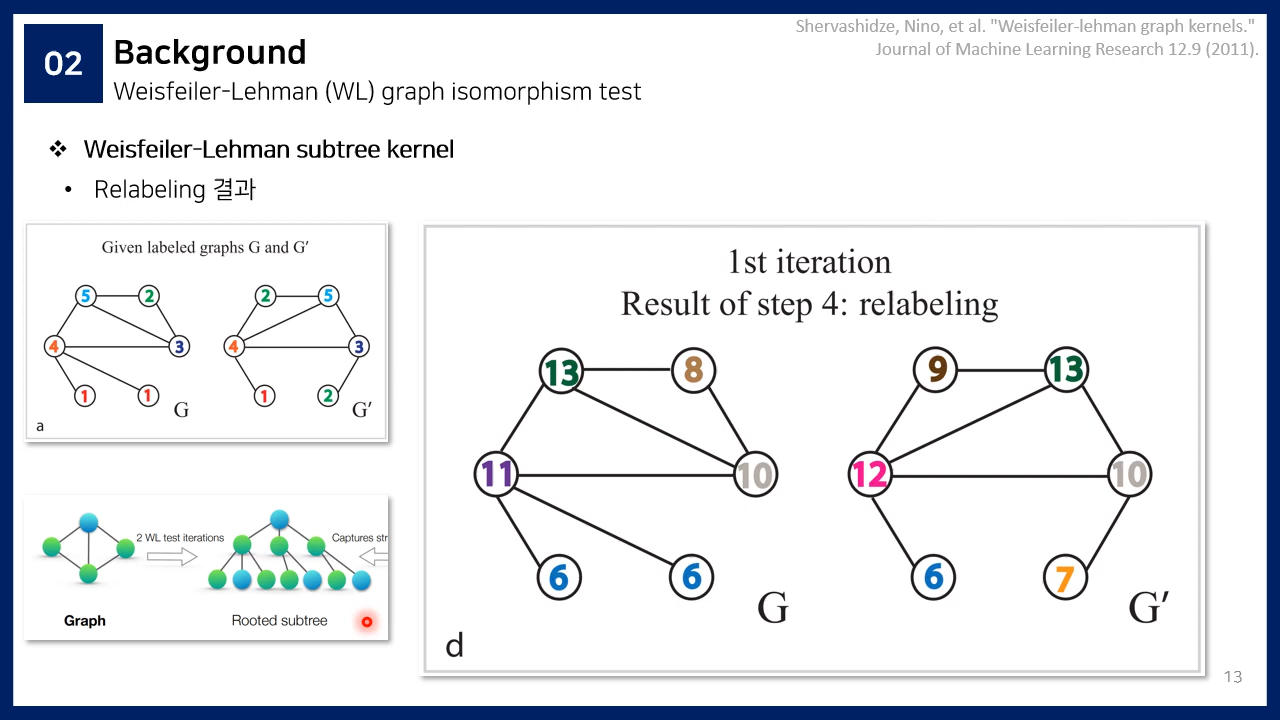 Shervashidze, Nino, et al. "Weisfeiler-lehman graph kernels."
Journal of Machine Learning Research 12.9 (2011).
02
Background
Weisfeiler-Lehman (WL) graph isomorphism test
❖ Weisfeiler-Lehman subtree kernel
• Relabeling 결과
Given labeled graphs G and G′
5 2 2 5
4 3 4 3
1 1 G 1 2 G′
a
2 WL test iterations
Captures str
Graph
Rooted subtree
1st iteration
Result of step 4: relabeling
13 8 9 13
11 10 12 10
6 6 6 7
G G′
d
13